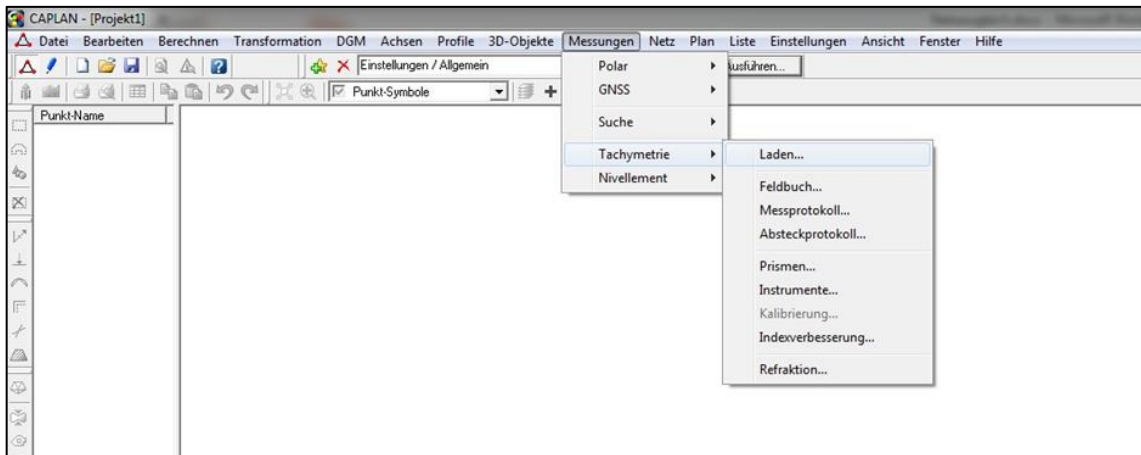 CAPLAN - [Projekt1]
Datei Bearbeiten Berechnen Transformation DGM Achsen Profile 3D-Objekte Messungen Netz Plan Liste Einstellungen Ansicht Fenster Hilfe
Einstellungen / Allgemein
Punkt-Symbole
Punkt-Name
Polar
GNSS
Suche
Tachymetrie
Nivellement
Laden...
Feldbuch...
Messprotokoll...
Absteckprotokoll...
Prismen...
Instrumente...
Kalibrierung...
Indexverbesserung...
Refraktion...